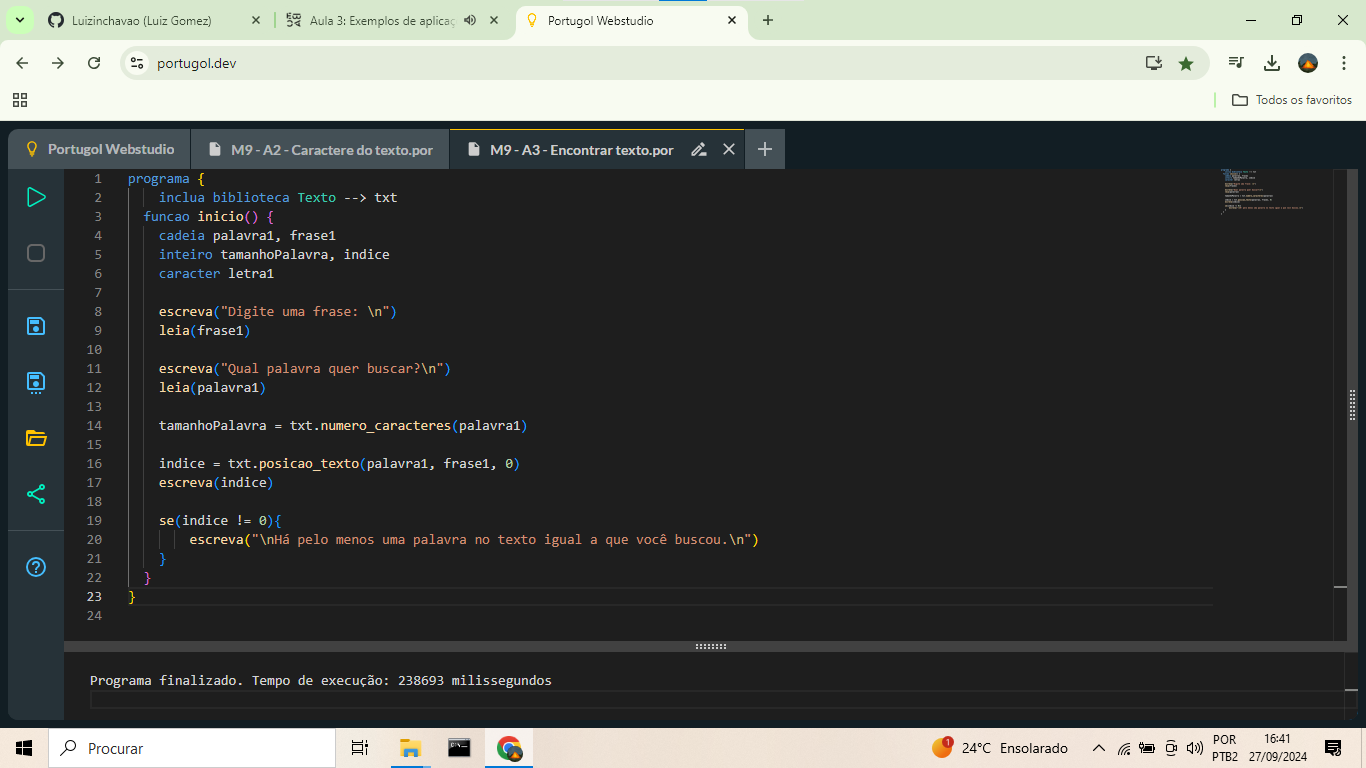 Luizinchavao (Luiz Gomez)
Aula 3: Exemplos de aplicaç
Portugol Webstudio
portugol.dev
Todos os favoritos
Portugol Webstudio
M9 - A2 - Caractere do texto.por
M9 - A3 - Encontrar texto.por
1 programa {
2 inclua biblioteca Texto --> txt
3 funcao inicio() {
4 cadeia palavra1, frase1
5 inteiro tamanhoPalavra, indice
6 caracter letra1
7
8 escreva("Digite uma frase: \n")
9 leia(frase1)
10
11 escreva("Qual palavra quer buscar?\n")
12 leia(palavra1)
13
14 tamanhoPalavra = txt.numero_caracteres(palavra1)
15
16 indice = txt.posicao_texto(palavra1, frase1, 0)
17 escreva(indice)
18
19 se(indice != 0){
20 escreva("\nHá pelo menos uma palavra no texto igual a que você buscou.\n")
21 }
22 }
23 }
24
Programa finalizado. Tempo de execução: 238693 milissegundos
Procurar
1
24°C Ensolarado
POR
PTB2
16:41
27/09/2024